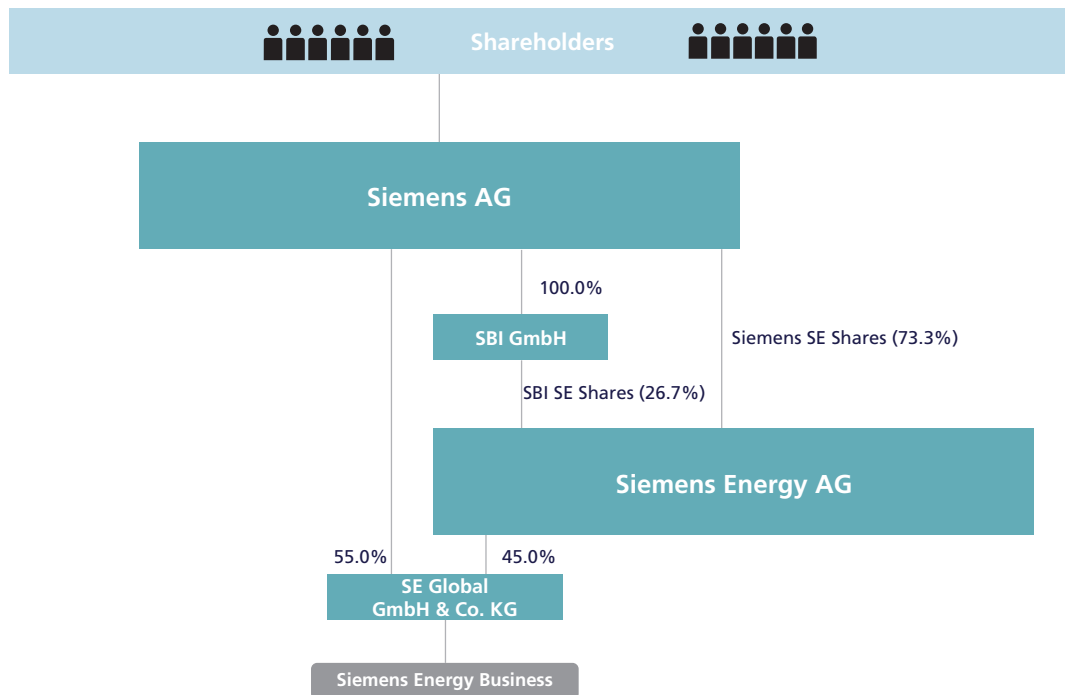 Shareholders
Siemens AG
100.0%
SBI GmbH
Siemens SE Shares (73.3%)
SBI SE Shares (26.7%)
Siemens Energy AG
55.0%
45.0%
SE Global
GmbH & Co. KG
Siemens Energy Business